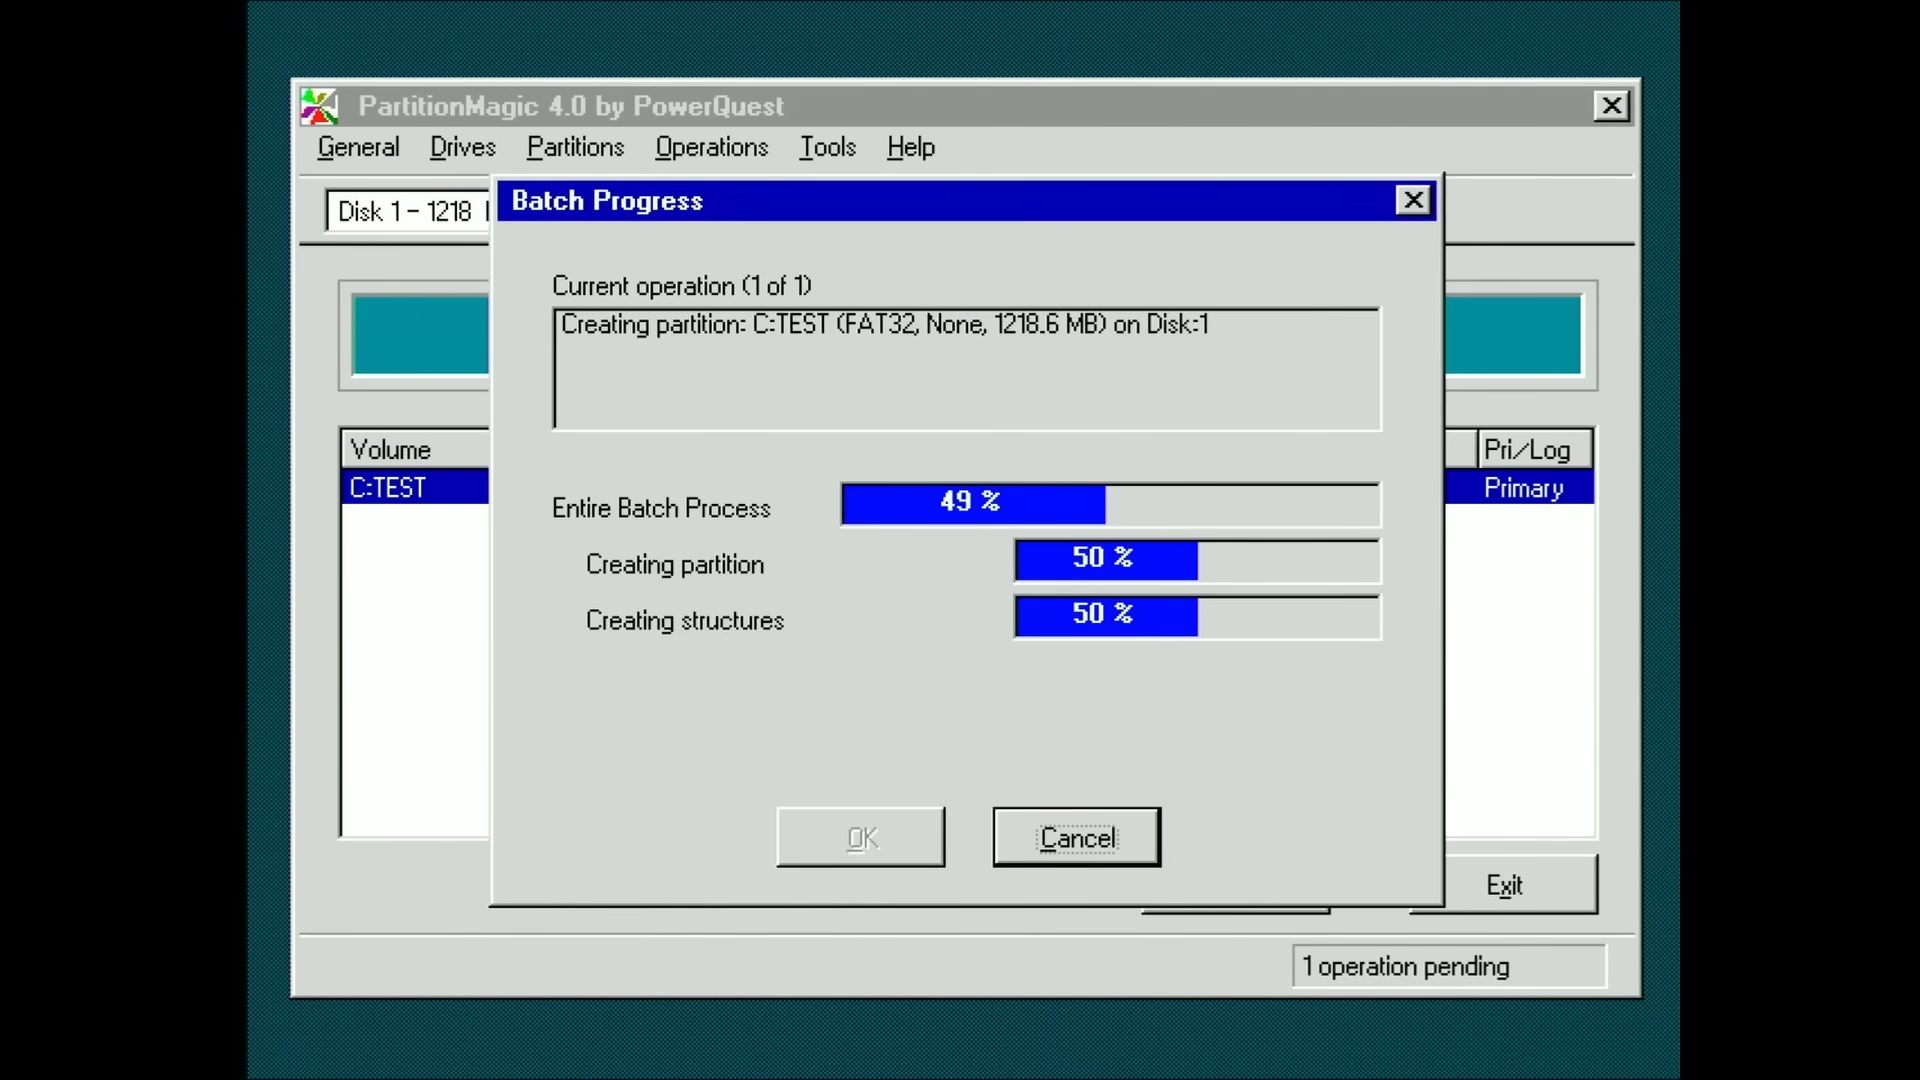 PartitionMagic 4.0 by PowerQuest
General Drives Partitions Operations Tools Help
Disk 1 - 1218
Batch Progress
Current operation (1 of 1)
Creating partition: C:TEST (FAT32, None, 1218.6 MB) on Disk:1
Volume
Pri/Log
C:TEST
Primary
Entire Batch Process 49 %
Creating partition 50 %
Creating structures 50 %
OK Cancel
Exit
1 operation pending